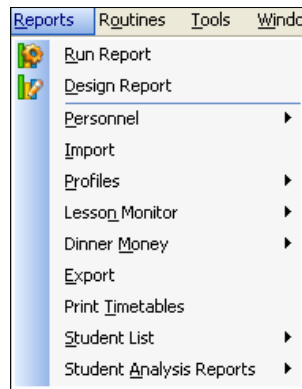 Reports Routines Tools Windo
Run Report
Design Report
Personnel
Import
Profiles
Lesson Monitor
Dinner Money
Export
Print Timetables
Student List
Student Analysis Reports